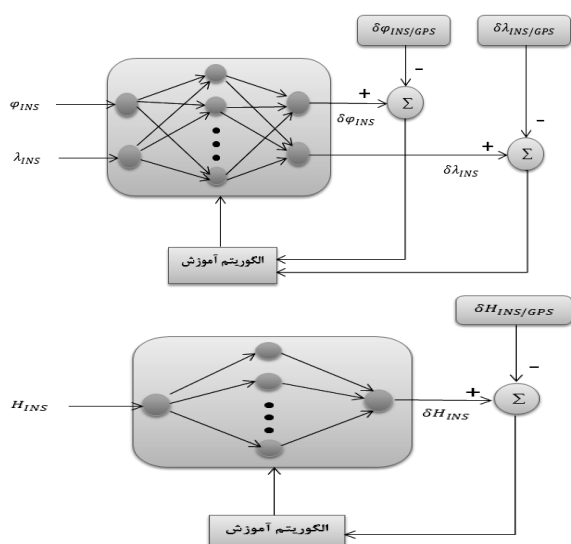 δφ_INS/GPS
δλ_INS/GPS
−
−
φ_INS
+
Σ
δφ_INS
λ_INS
+
Σ
δλ_INS
الگوریتم آموزش
δH_INS/GPS
−
H_INS
+
Σ
δH_INS
الگوریتم آموزش